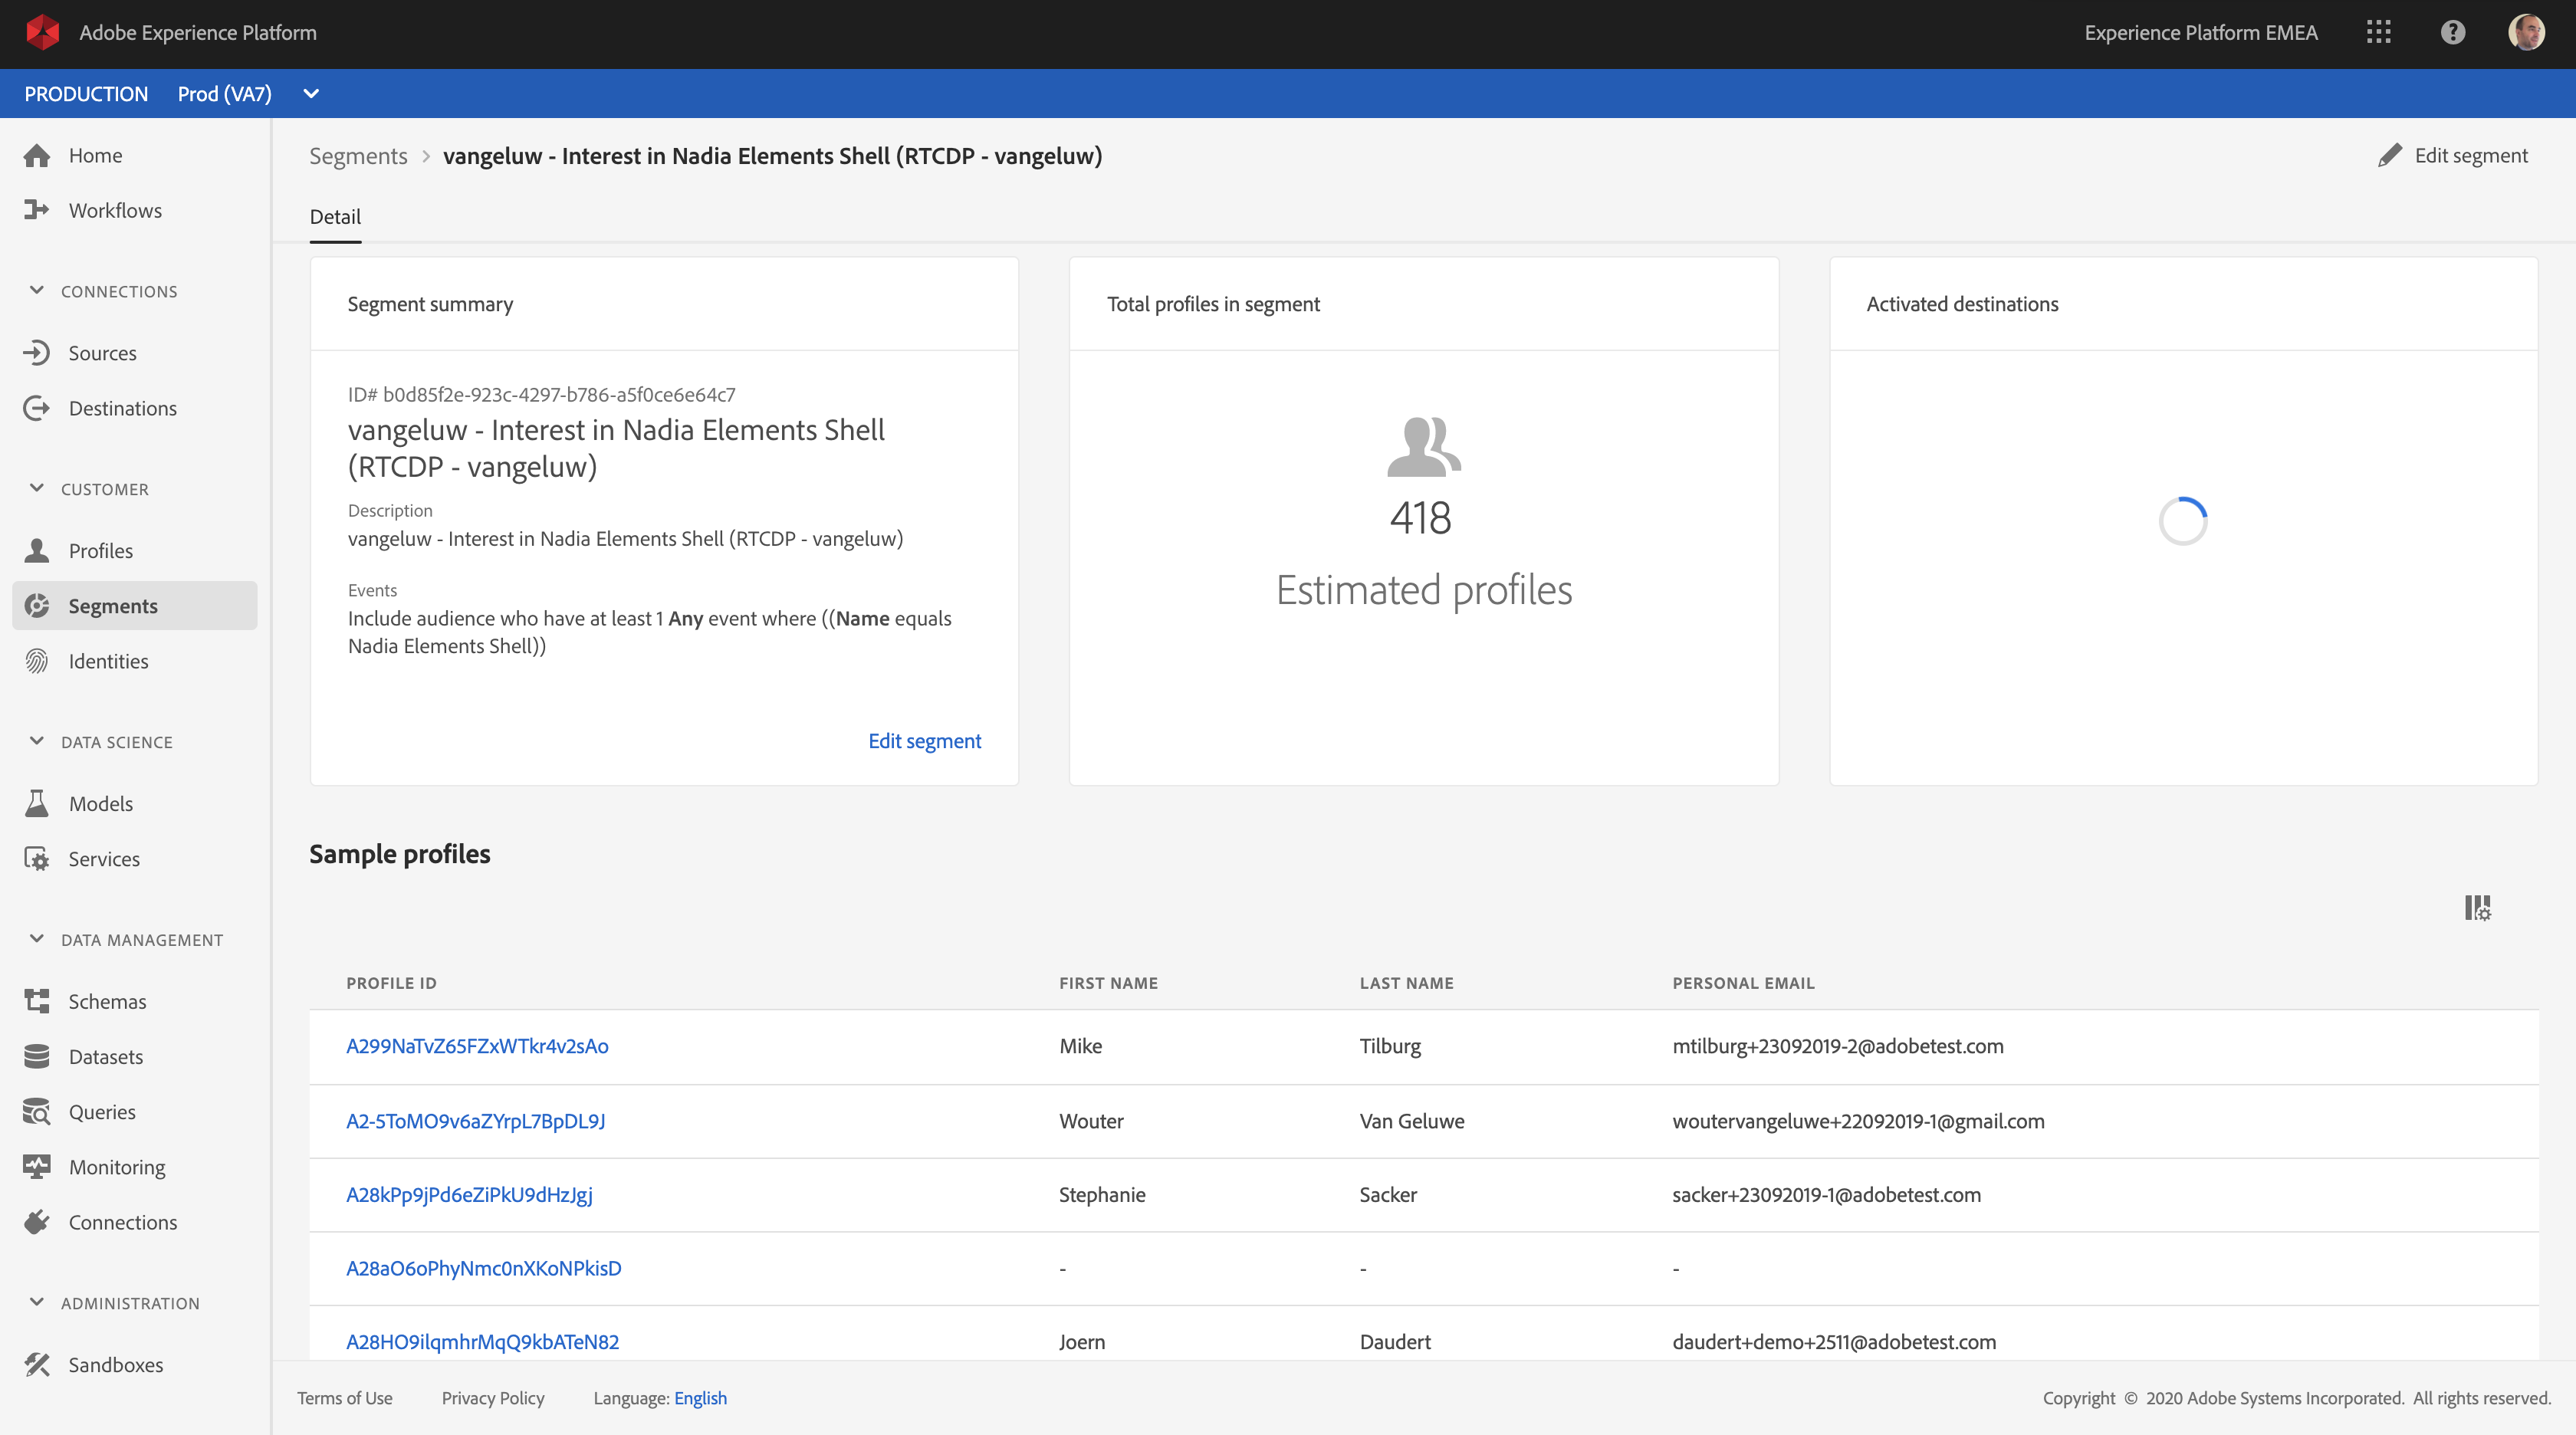 Adobe Experience Platform
Experience Platform EMEA
PRODUCTION Prod (VA7)
Home
Workflows
CONNECTIONS
Sources
Destinations
CUSTOMER
Profiles
Segments
Identities
DATA SCIENCE
Models
Services
DATA MANAGEMENT
Schemas
Datasets
Queries
Monitoring
Connections
ADMINISTRATION
Sandboxes
Segments > vangeluw - Interest in Nadia Elements Shell (RTCDP - vangeluw)
Edit segment
Detail
Segment summary
ID# b0d85f2e-923c-4297-b786-a5f0ce6e64c7
vangeluw - Interest in Nadia Elements Shell
(RTCDP - vangeluw)
Description
vangeluw - Interest in Nadia Elements Shell (RTCDP - vangeluw)
Events
Include audience who have at least 1 Any event where ((Name equals
Nadia Elements Shell))
Edit segment
Total profiles in segment
418
Estimated profiles
Activated destinations
Sample profiles
PROFILE ID FIRST NAME LAST NAME PERSONAL EMAIL
A299NaTvZ65FZxWTkr4v2sAo Mike Tilburg mtilburg+23092019-2@adobetest.com
A2-5ToMO9v6aZYrpL7BpDL9J Wouter Van Geluwe woutervangeluwe+22092019-1@gmail.com
A28kPp9jPd6eZiPkU9dHzJgj Stephanie Sacker sacker+23092019-1@adobetest.com
A28aO6oPhyNmc0nXKoNPkisD - - -
A28HO9ilqmhrMqQ9kbATeN82 Joern Daudert daudert+demo+2511@adobetest.com
Terms of Use Privacy Policy Language: English
Copyright © 2020 Adobe Systems Incorporated. All rights reserved.